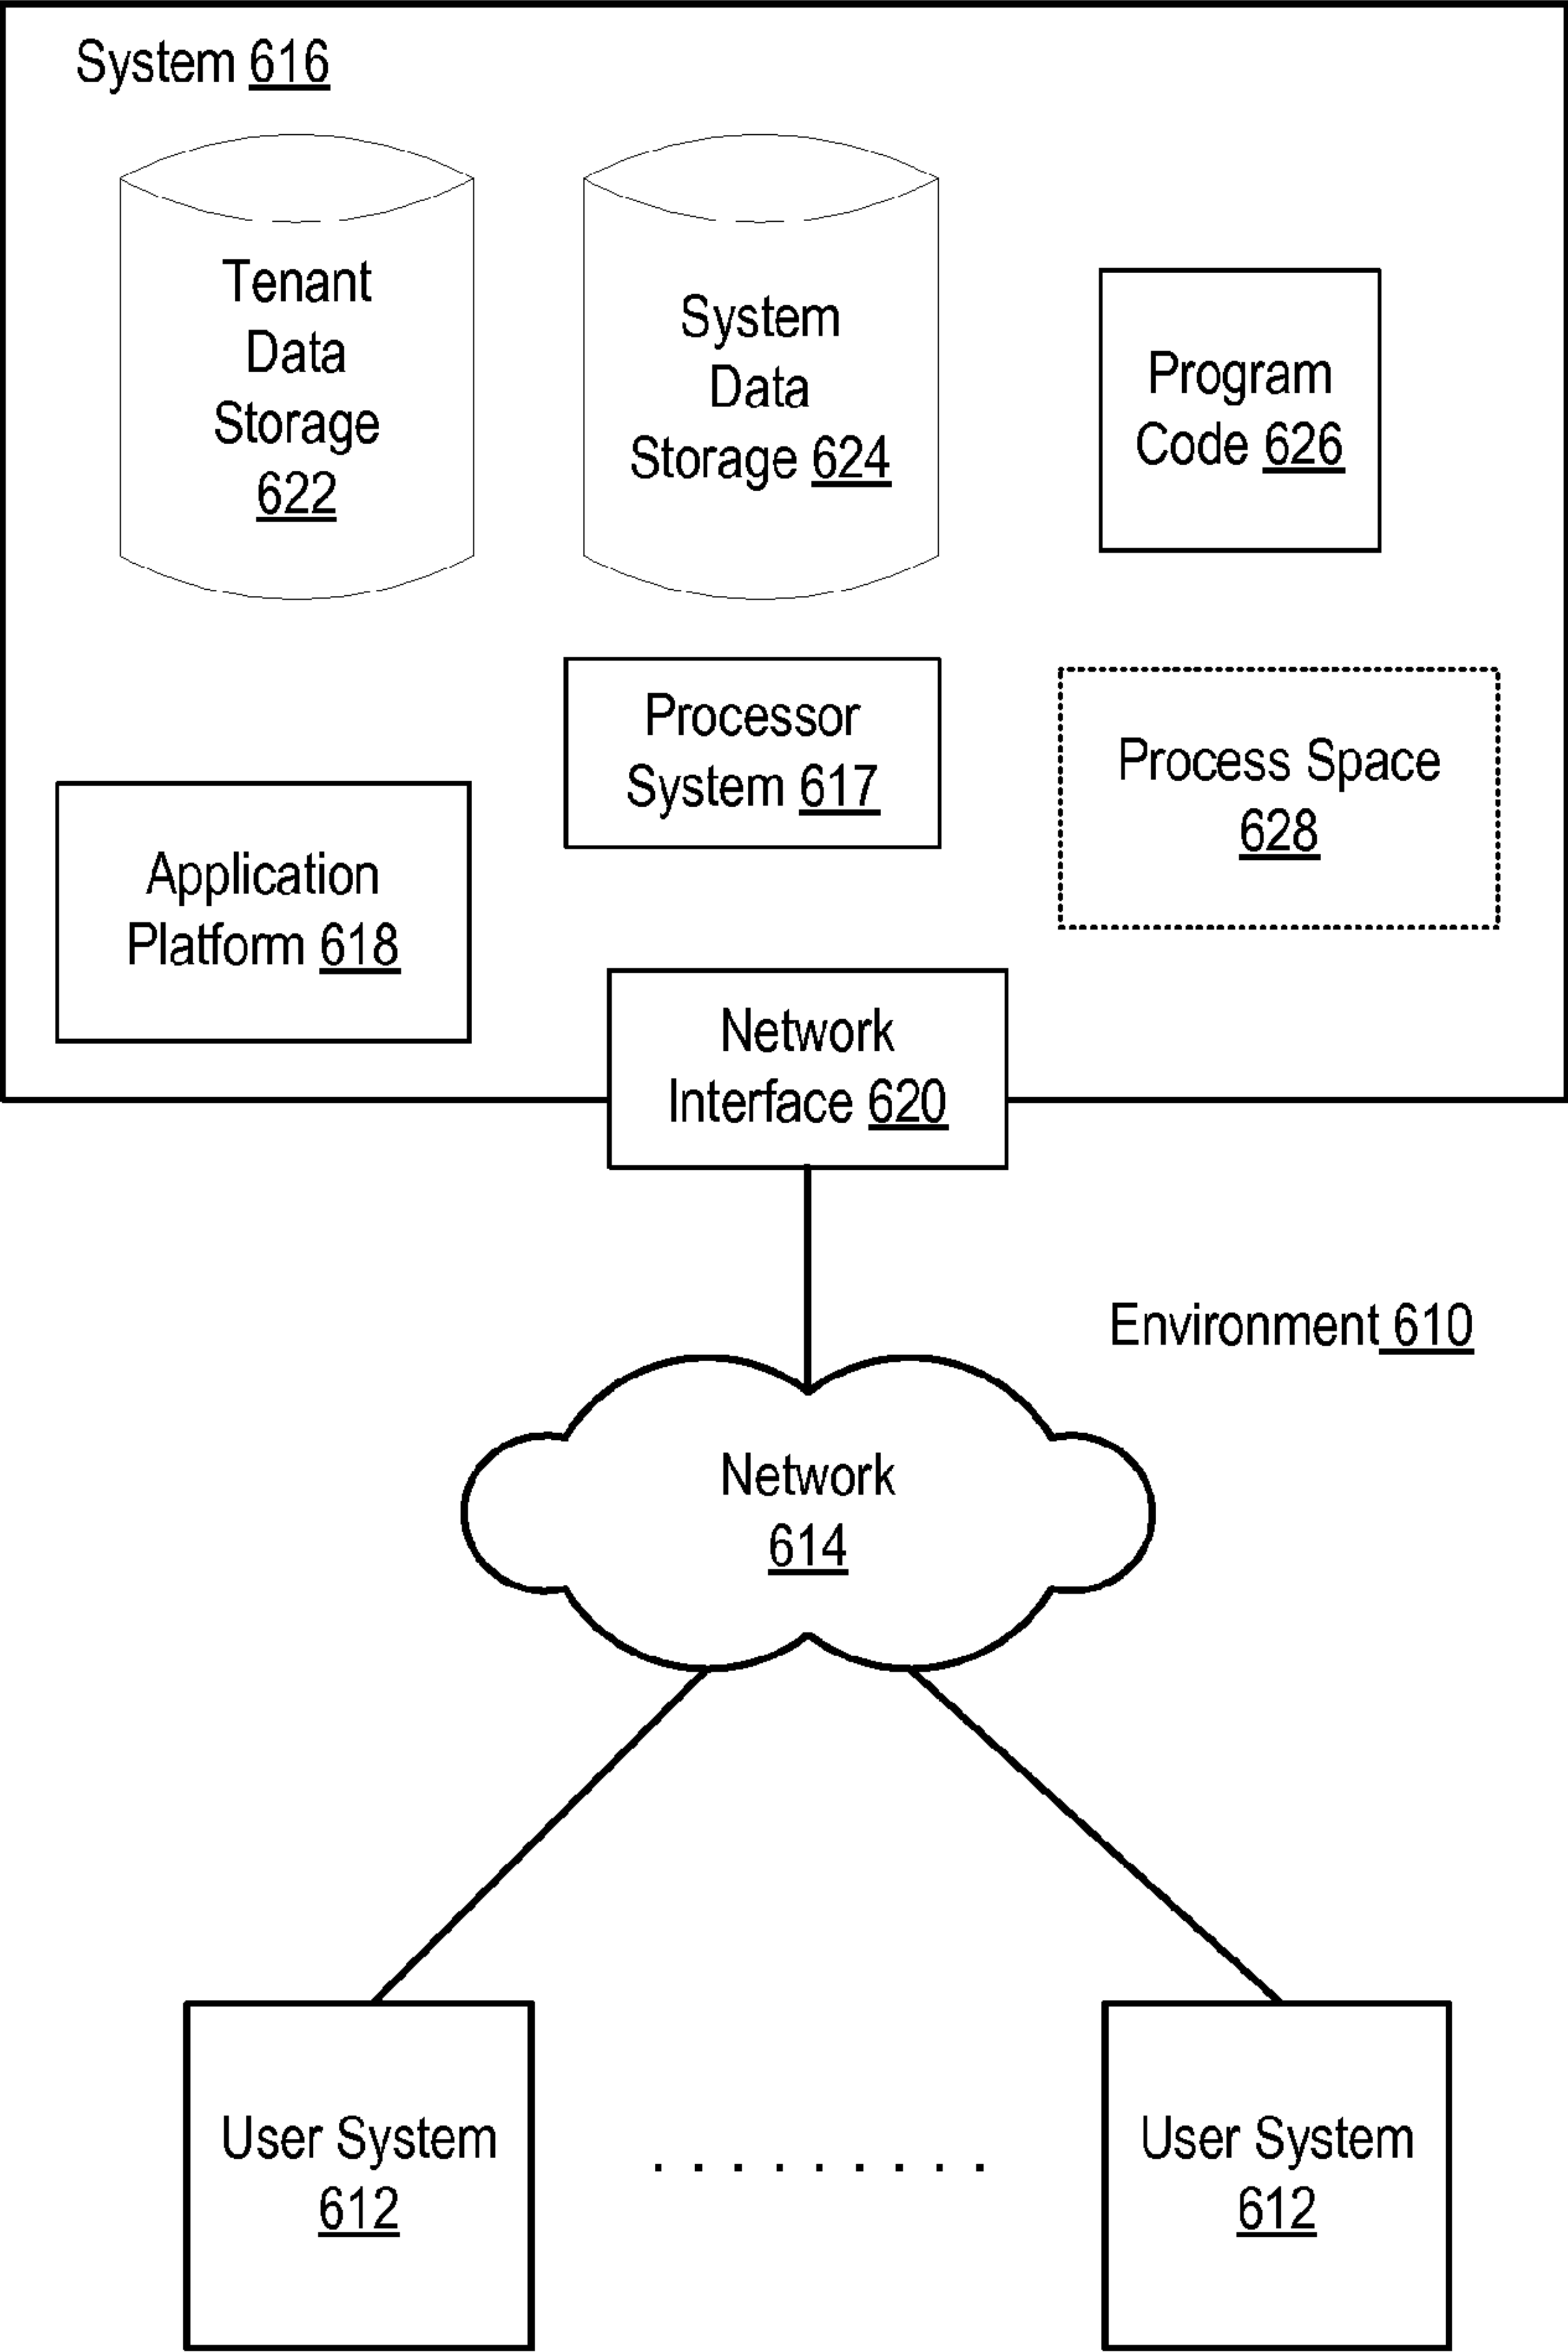 System 616
Tenant
Data
Storage
622
System
Data
Storage 624
Program
Code 626
Processor
System 617
Process Space
628
Application
Platform 618
Network
Interface 620
Environment 610
Network
614
User System
612
. . . . . . . . .
User System
612